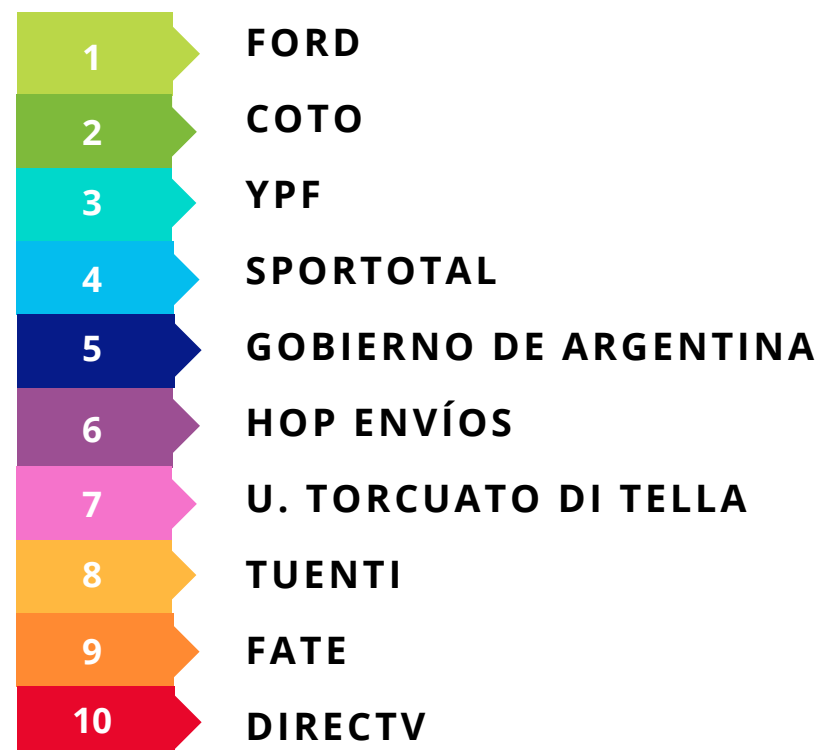 1 FORD
2 COTO
3 YPF
4 SPORTOTAL
5 GOBIERNO DE ARGENTINA
6 HOP ENVÍOS
7 U. TORCUATO DI TELLA
8 TUENTI
9 FATE
10 DIRECTV